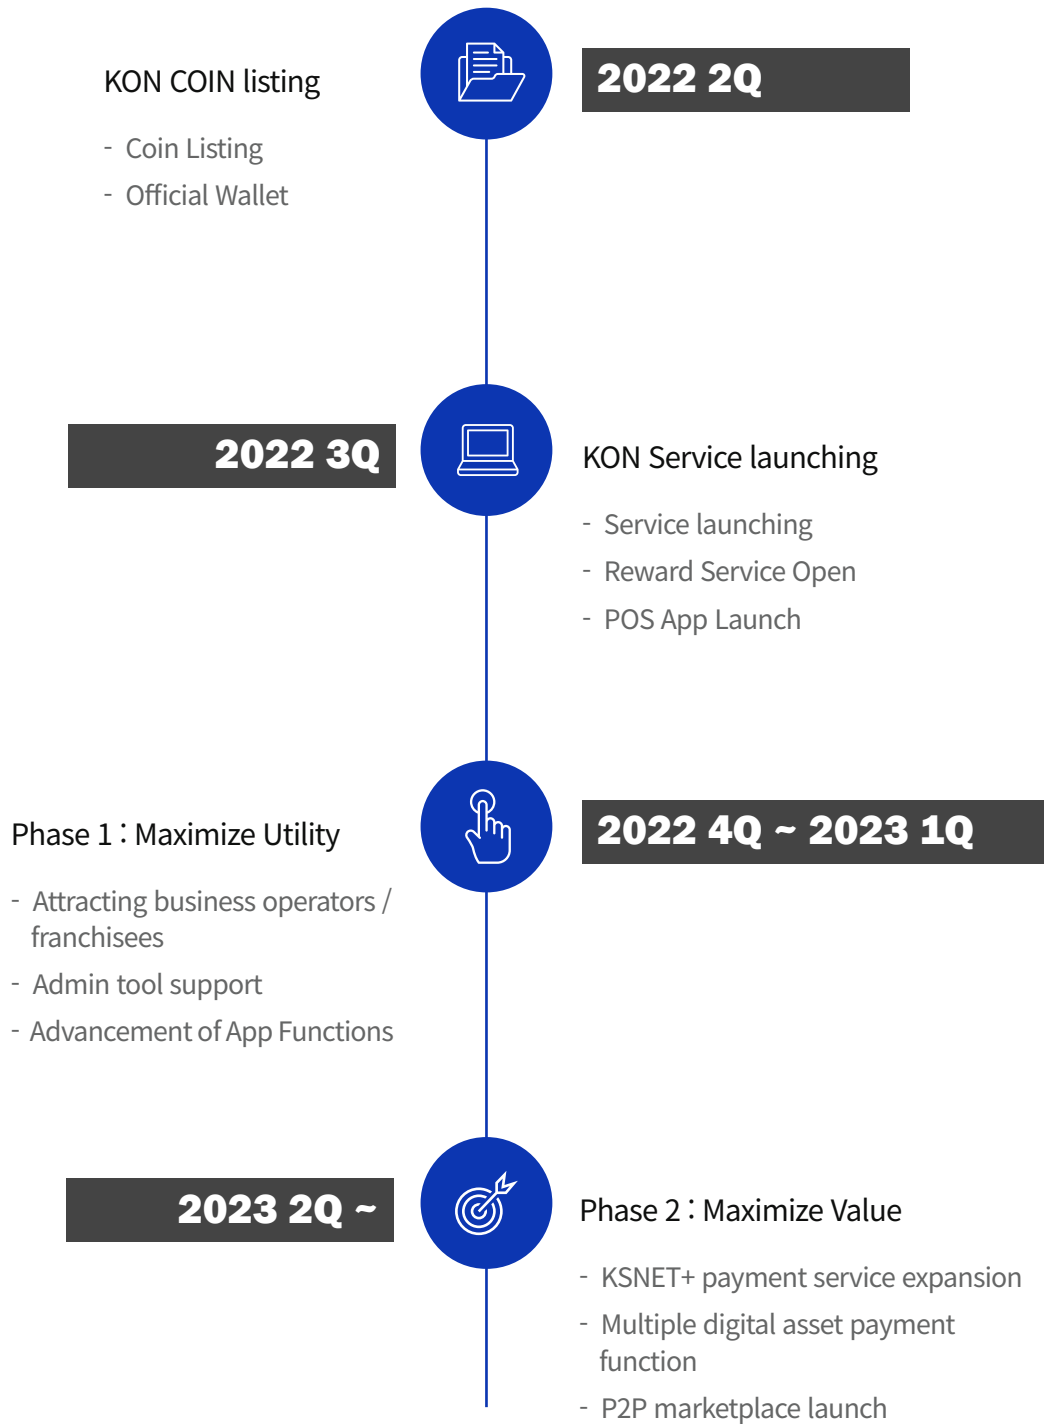 KON COIN listing
2022 2Q
- Coin Listing
- Official Wallet
2022 3Q
KON Service launching
- Service launching
- Reward Service Open
- POS App Launch
Phase 1 : Maximize Utility
2022 4Q ~ 2023 1Q
- Attracting business operators /
franchisees
- Admin tool support
- Advancement of App Functions
2023 2Q ~
Phase 2 : Maximize Value
- KSNET+ payment service expansion
- Multiple digital asset payment
function
- P2P marketplace launch